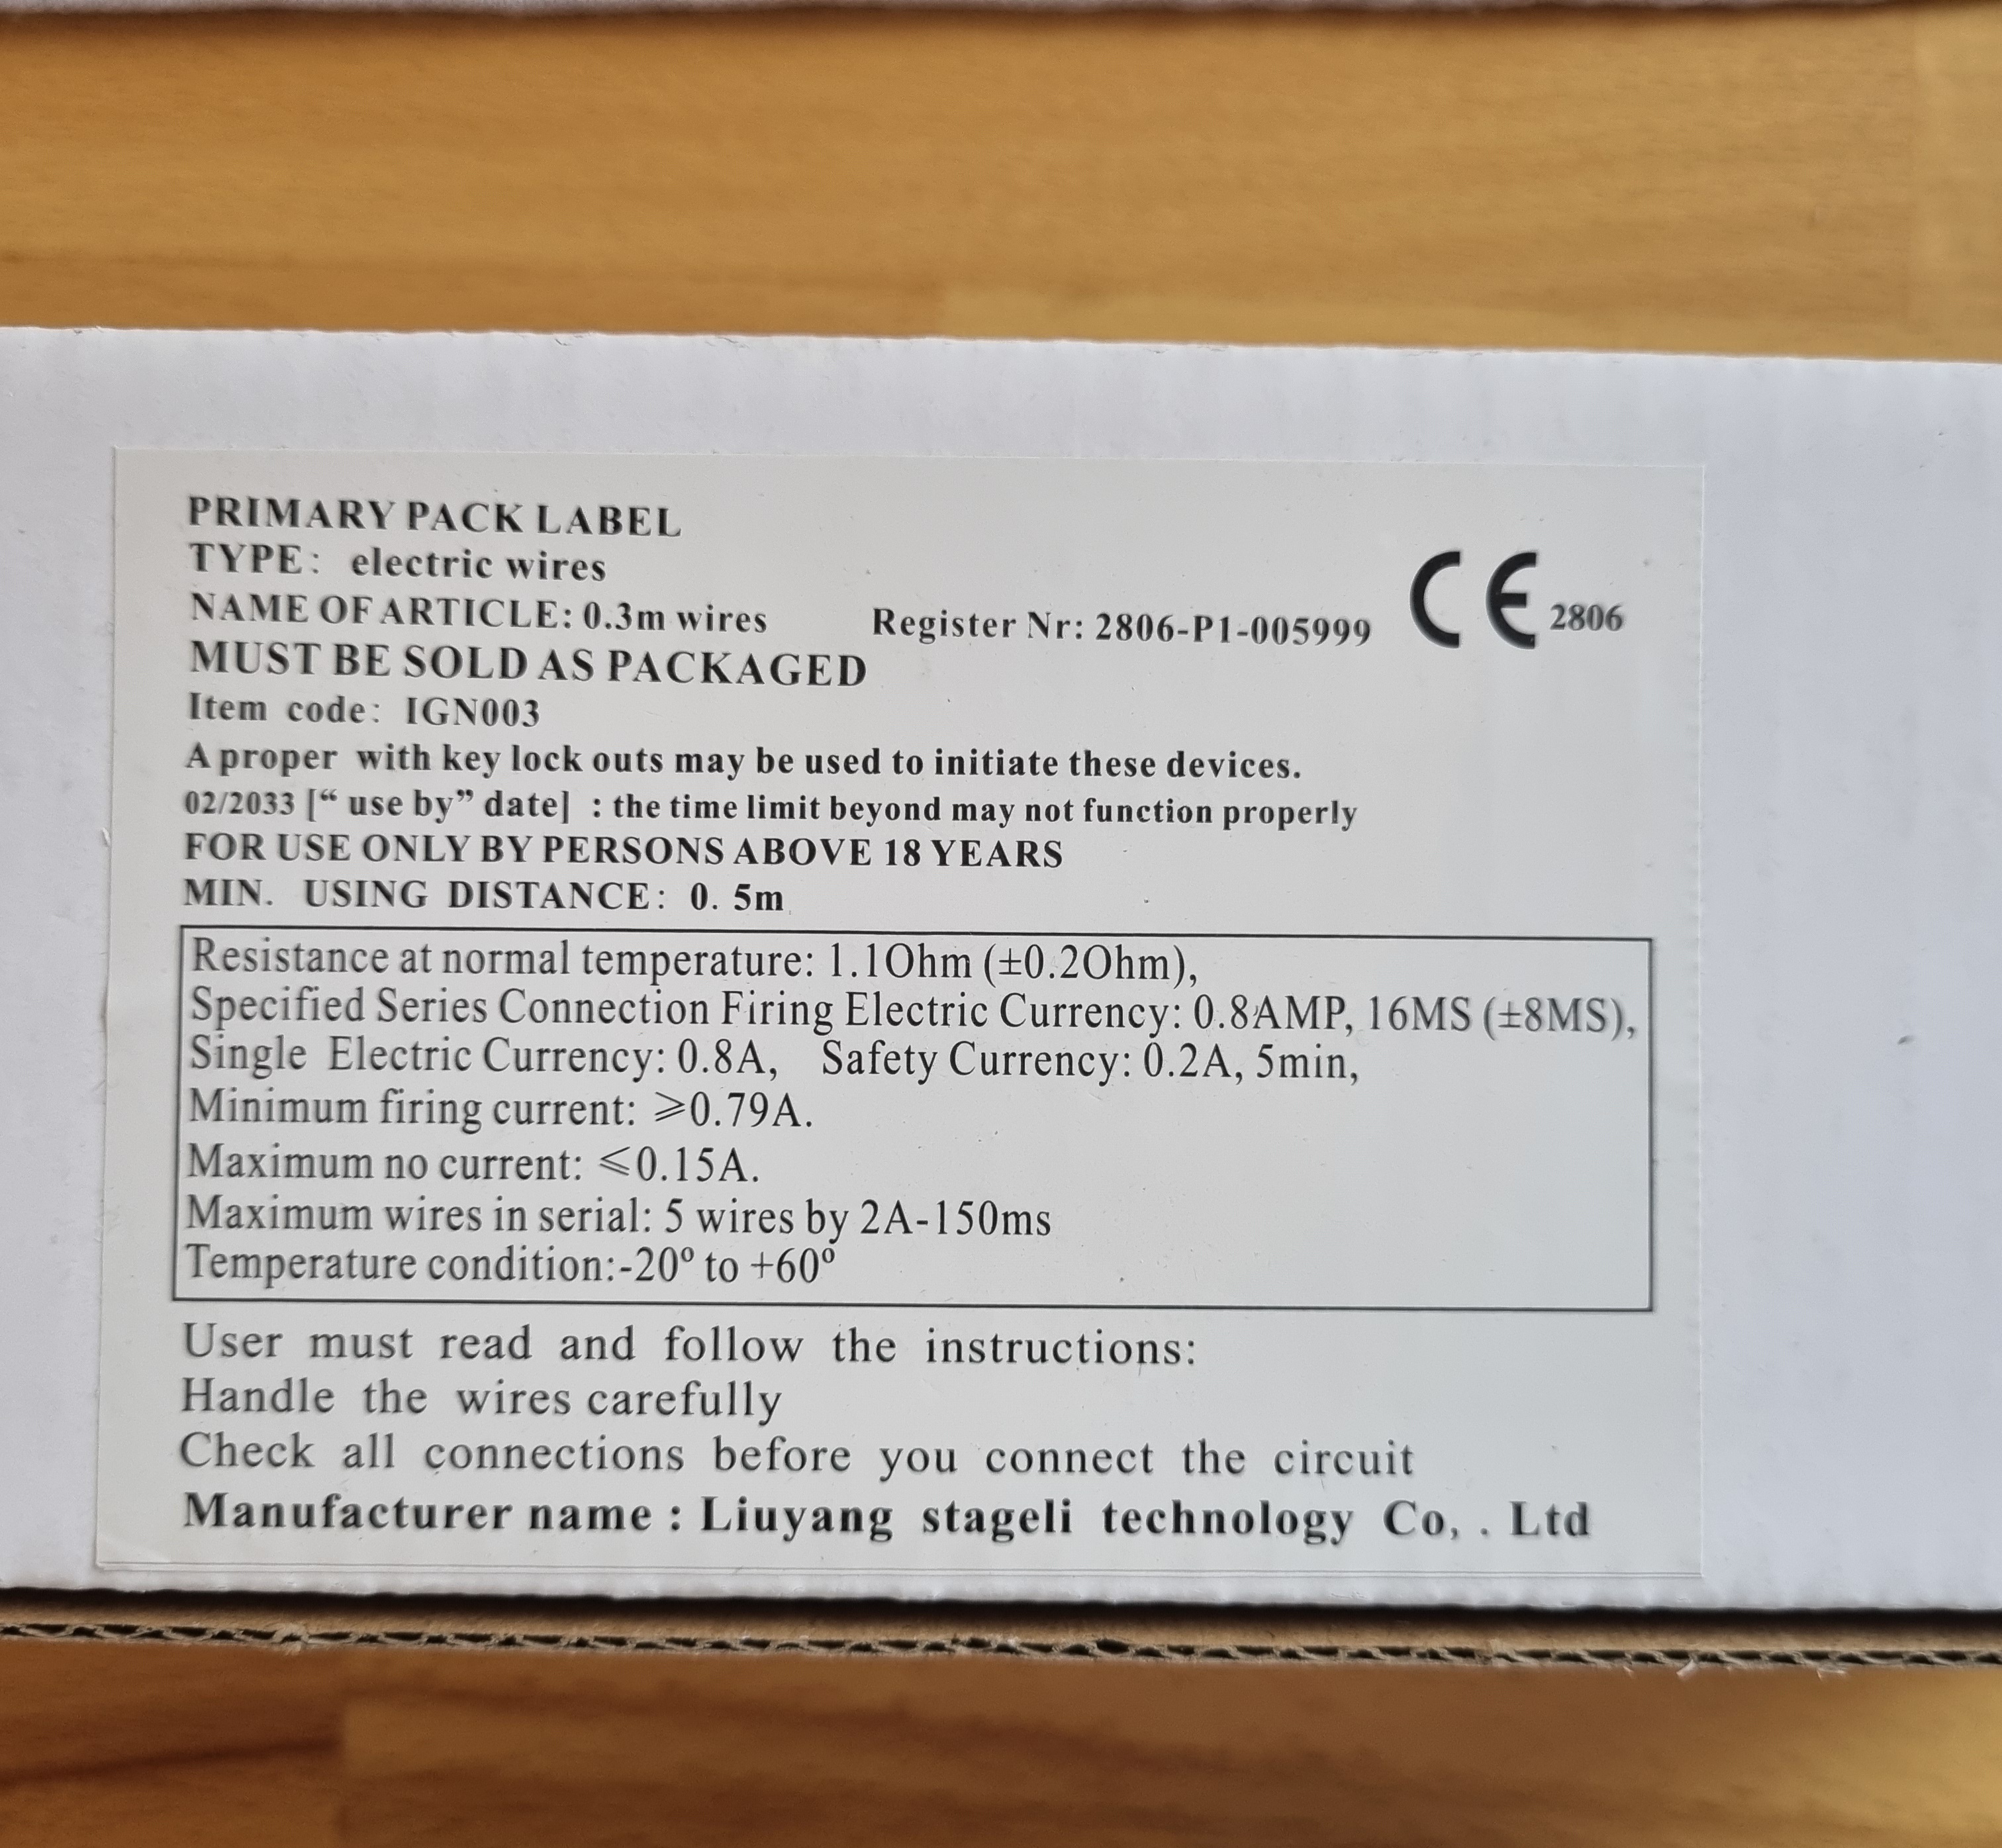 PRIMARY PACK LABEL
TYPE: electric wires
NAME OF ARTICLE: 0.3m wires Register Nr: 2806-P1-005999 CE 2806
MUST BE SOLD AS PACKAGED
Item code: IGN003
A proper with key lock outs may be used to initiate these devices.
02/2033 [“ use by” date] : the time limit beyond may not function properly
FOR USE ONLY BY PERSONS ABOVE 18 YEARS
MIN. USING DISTANCE: 0. 5m
Resistance at normal temperature: 1.1Ohm (±0.2Ohm),
Specified Series Connection Firing Electric Currency: 0.8AMP, 16MS (±8MS),
Single Electric Currency: 0.8A, Safety Currency: 0.2A, 5min,
Minimum firing current: ⩾0.79A.
Maximum no current: ⩽0.15A.
Maximum wires in serial: 5 wires by 2A-150ms
Temperature condition:-20º to +60º
User must read and follow the instructions:
Handle the wires carefully
Check all connections before you connect the circuit
Manufacturer name : Liuyang stageli technology Co, . Ltd